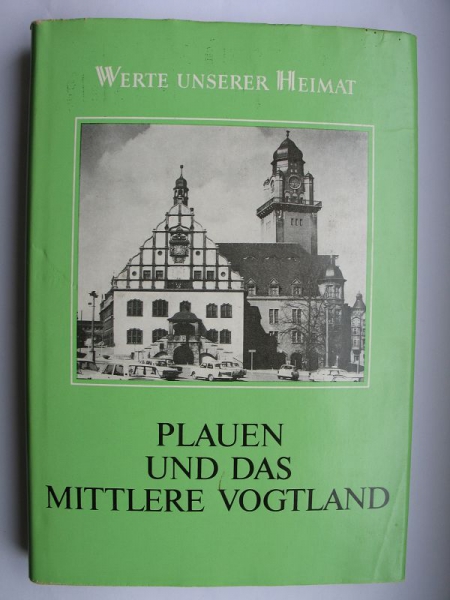 WERTE UNSERER HEIMAT
PLAUEN
UND DAS
MITTLERE VOGTLAND